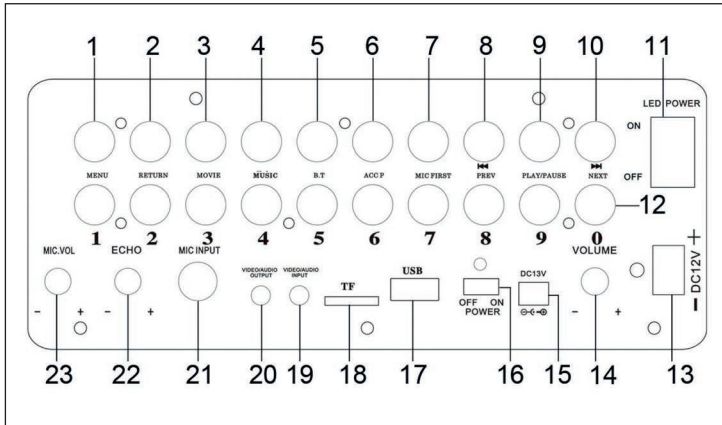 1 2 3 4 5 6 7 8 9 10 11
LED POWER
ON
MENU RETURN MOVIE MUSIC B.T ACC P MIC FIRST PREV PLAY/PAUSE NEXT OFF
12
1 2 3 4 5 6 7 8 9 0
MIC.VOL ECHO MIC INPUT VIDEO/AUDIO OUTPUT VIDEO/AUDIO INPUT TF USB OFF ON POWER DC13V VOLUME DC12V
- + - + - + + -
23 22 21 20 19 18 17 16 15 14 13